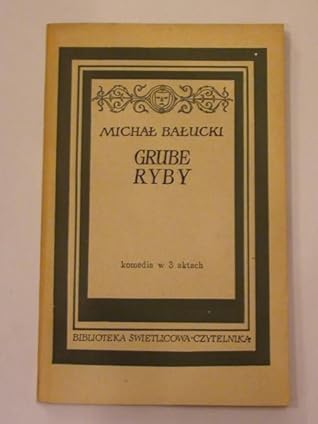 MICHAŁ BAŁUCKI
GRUBE
RYBY
komedia w 3 aktach
BIBLIOTEKA ŚWIETLICOWA-CZYTELNIKA